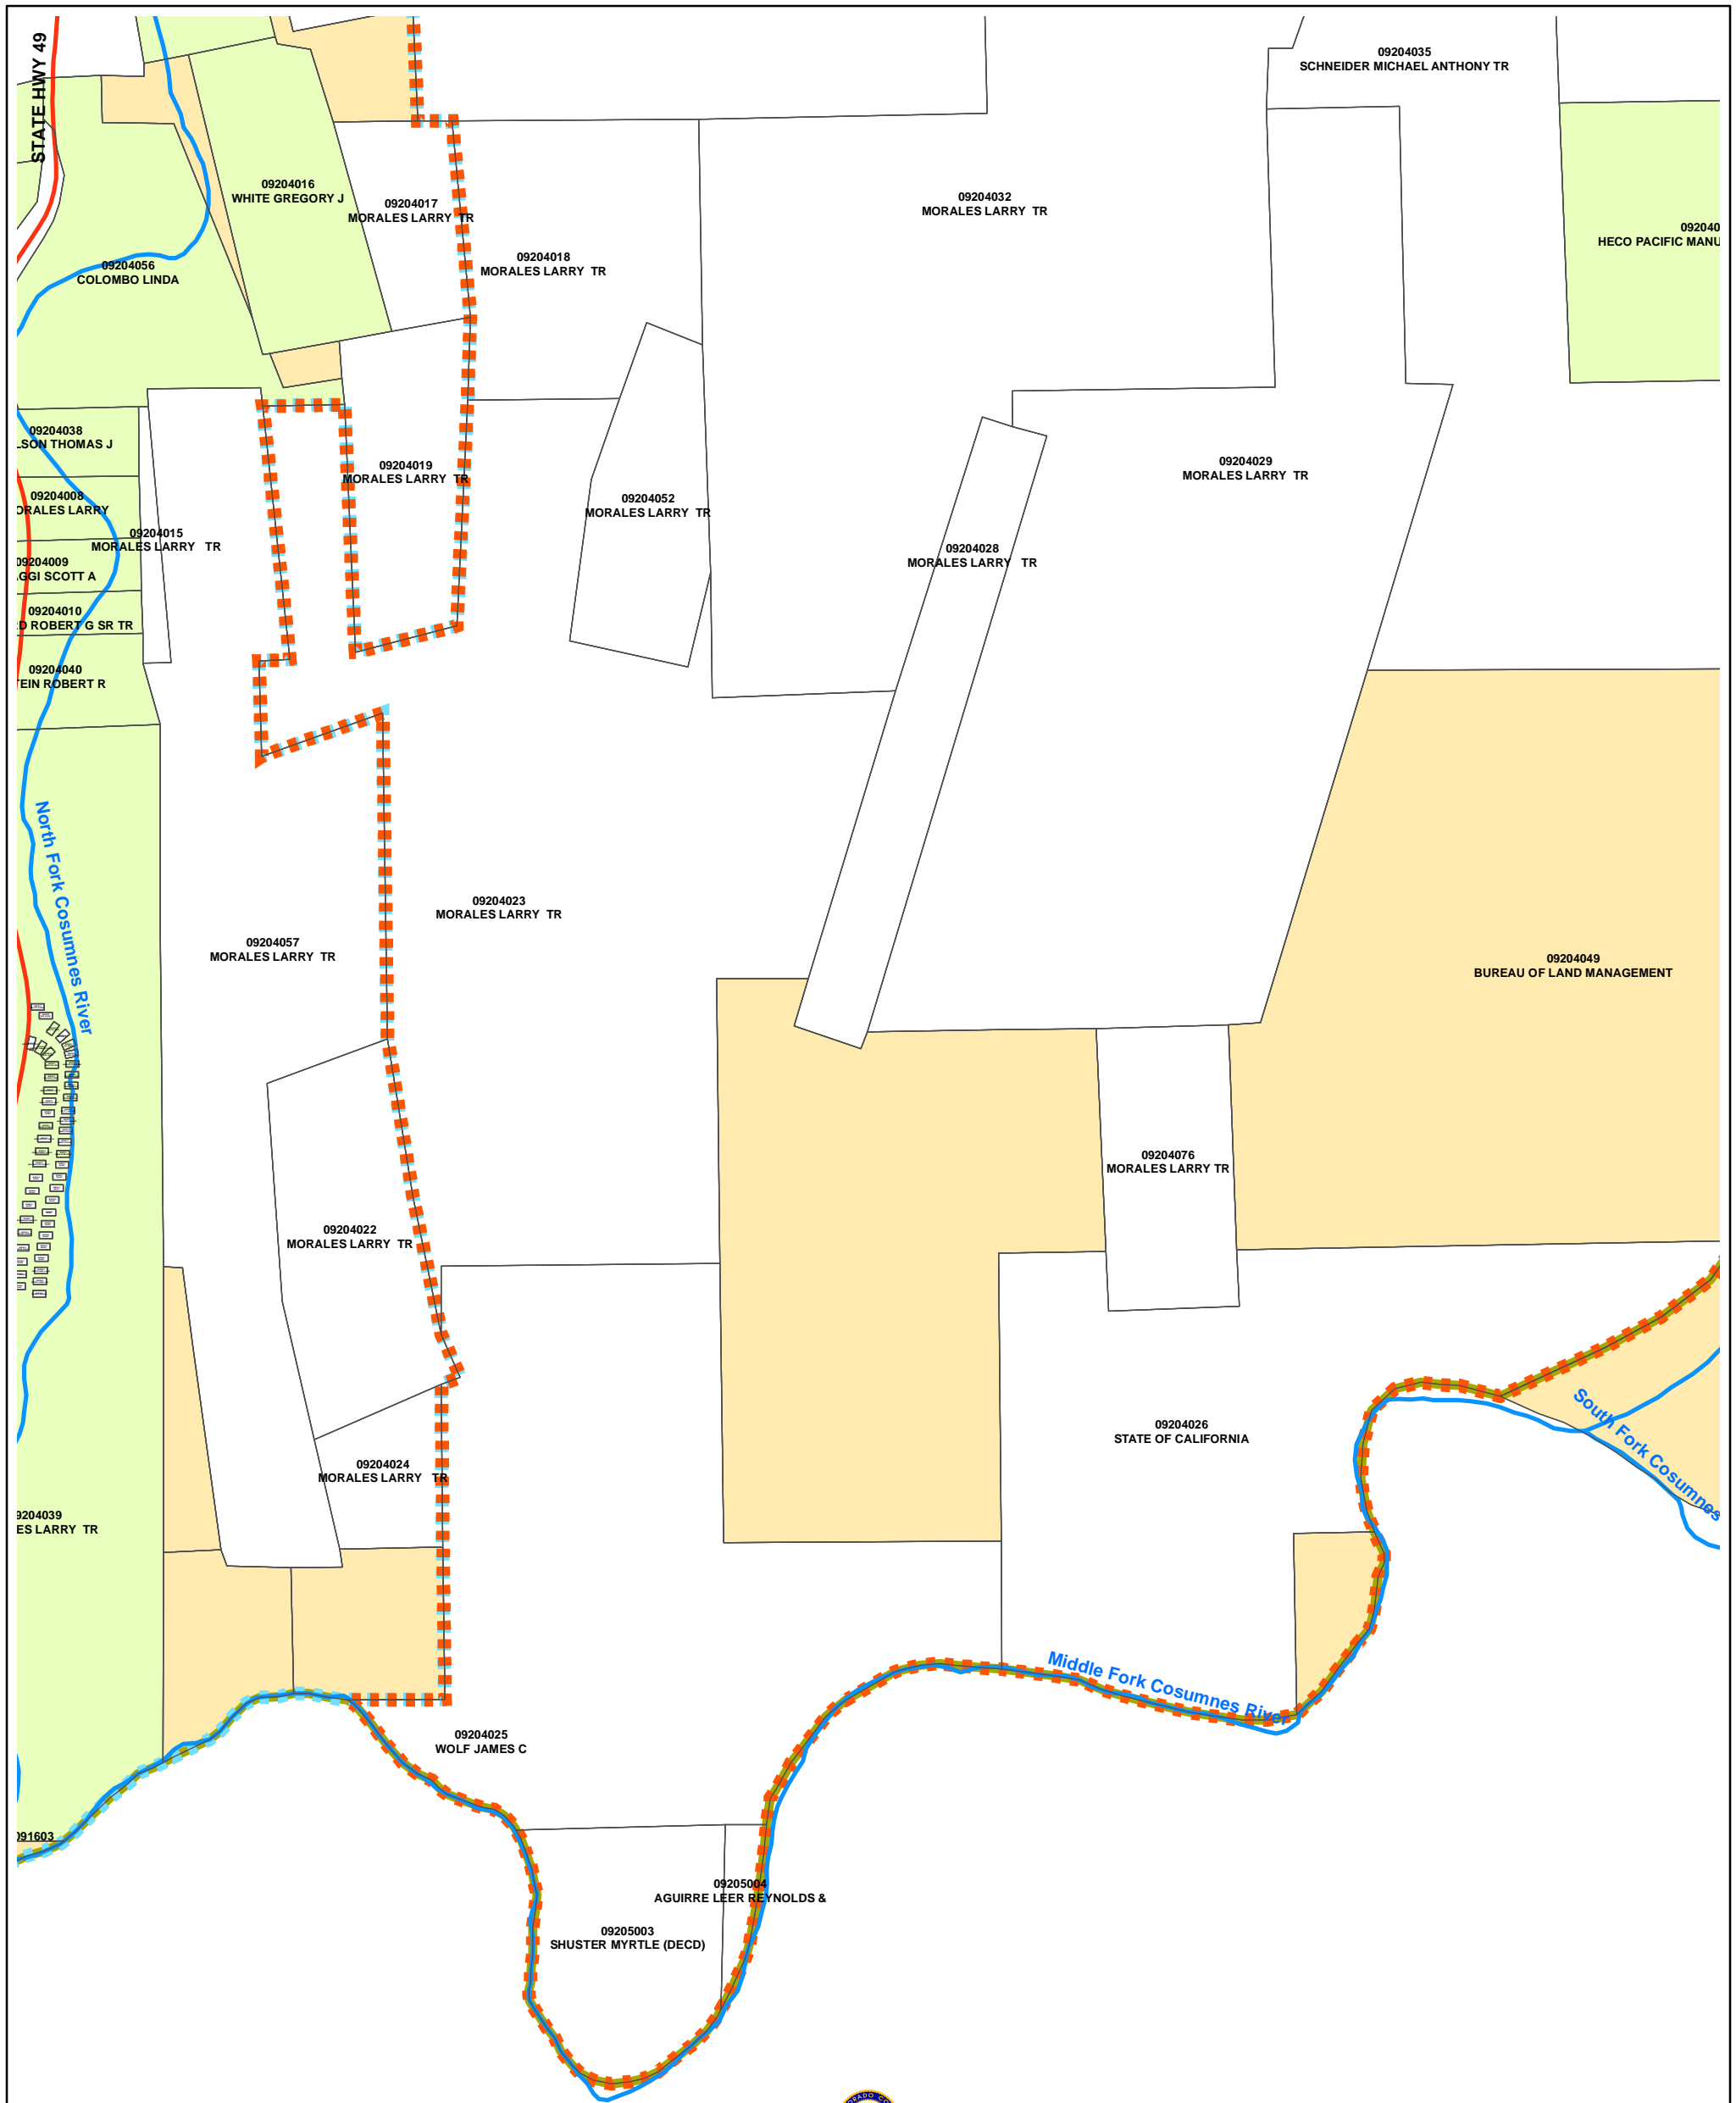 STATE HWY 49
09204035
SCHNEIDER MICHAEL ANTHONY TR
09204016
WHITE GREGORY J
09204017
MORALES LARRY TR
09204032
MORALES LARRY TR
09204018
MORALES LARRY TR
092040
HECO PACIFIC MANU
09204056
COLOMBO LINDA
09204038
LSON THOMAS J
09204019
MORALES LARRY TR
09204029
MORALES LARRY TR
09204008
ORALES LARRY
09204052
MORALES LARRY TR
09204015
MORALES LARRY TR
09204028
MORALES LARRY TR
09204009
AGGI SCOTT A
09204010
D ROBERT G SR TR
09204040
TEIN ROBERT R
North Fork Cosumnes River
09204023
MORALES LARRY TR
09204057
MORALES LARRY TR
09204049
BUREAU OF LAND MANAGEMENT
09204076
MORALES LARRY TR
09204022
MORALES LARRY TR
09204026
STATE OF CALIFORNIA
South Fork Cosumnes
09204024
MORALES LARRY TR
9204039
ES LARRY TR
Middle Fork Cosumnes River
09204025
WOLF JAMES C
091603
09205004
AGUIRRE LEER REYNOLDS &
09205003
SHUSTER MYRTLE (DECD)
RADO CO